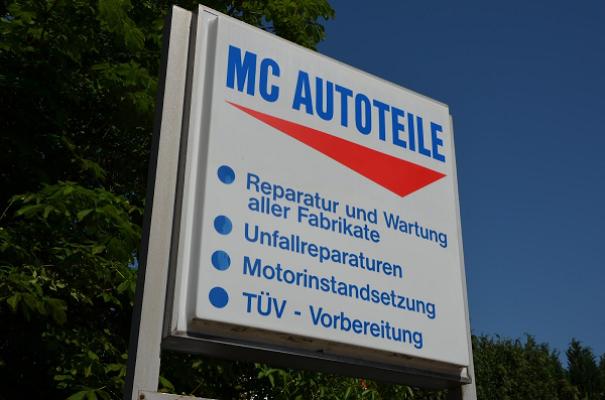 MC AUTOTEILE
Reparatur und Wartung
aller Fabrikate
Unfallreparaturen
Motorinstandsetzung
TÜV - Vorbereitung